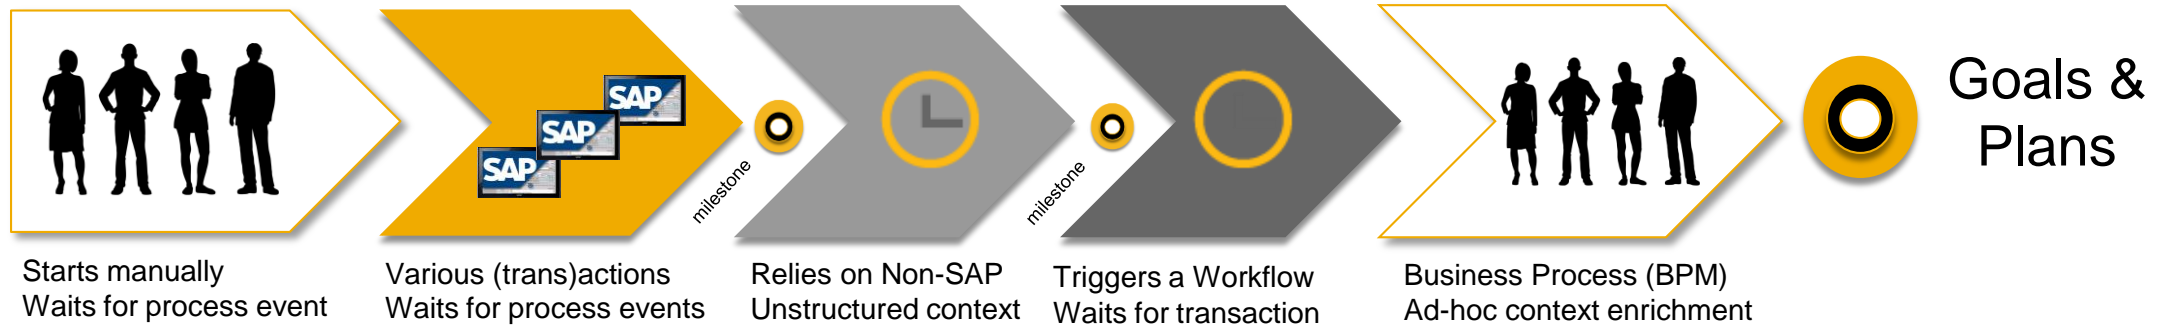 SAP
SAP
SAP
milestone
milestone
Goals &
Plans
Starts manually
Waits for process event
Various (trans)actions
Waits for process events
Relies on Non-SAP
Unstructured context
Triggers a Workflow
Waits for transaction
Business Process (BPM)
Ad-hoc context enrichment